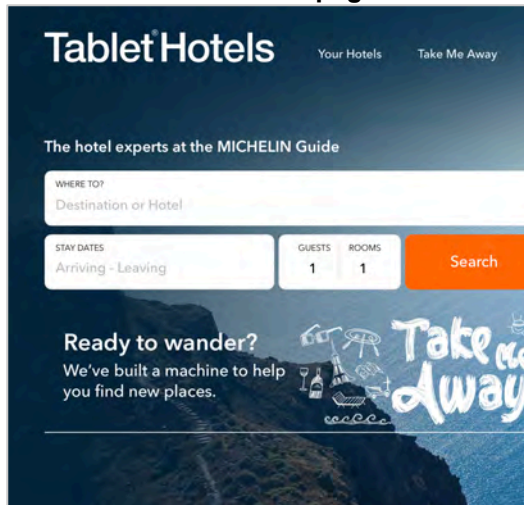 Tablet Hotels
Your Hotels Take Me Away
The hotel experts at the MICHELIN Guide
WHERE TO?
Destination or Hotel
STAY DATES GUESTS ROOMS
Arriving - Leaving 1 1
Search
Ready to wander?
We've built a machine to help
you find new places.
Take me
Away